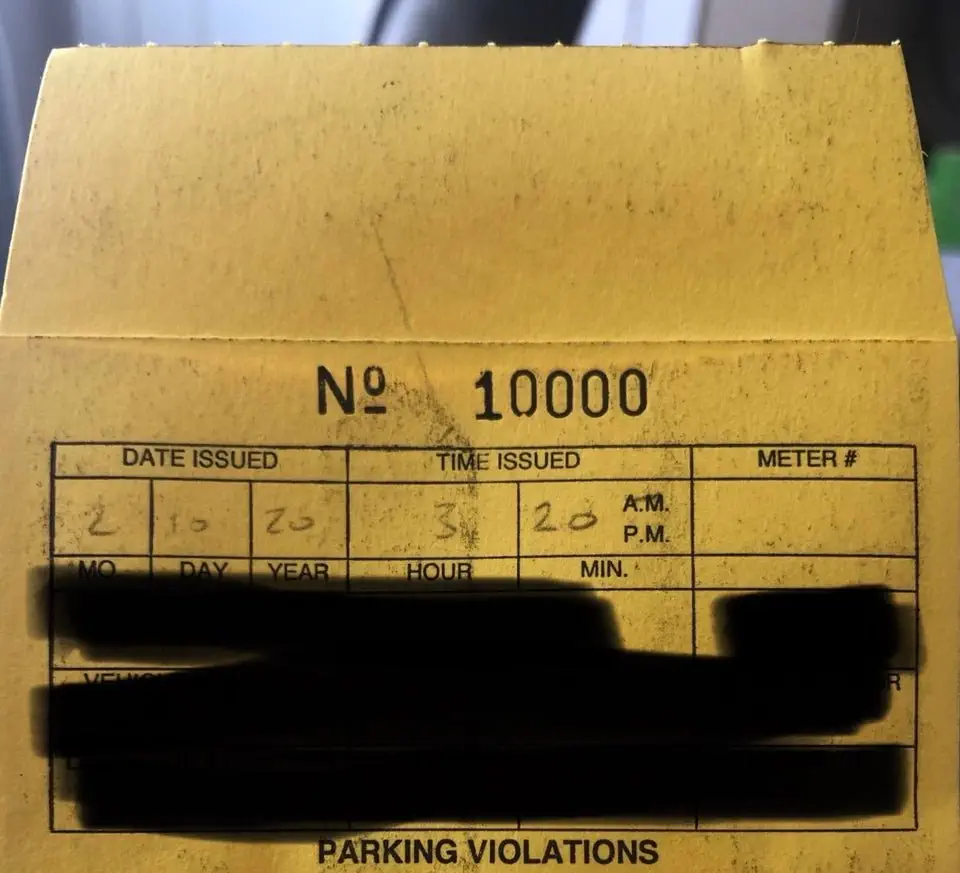 Nº 10000
DATE ISSUED TIME ISSUED METER #
2 10 20 3 20 A.M.
P.M.
MO DAY YEAR HOUR MIN.
PARKING VIOLATIONS